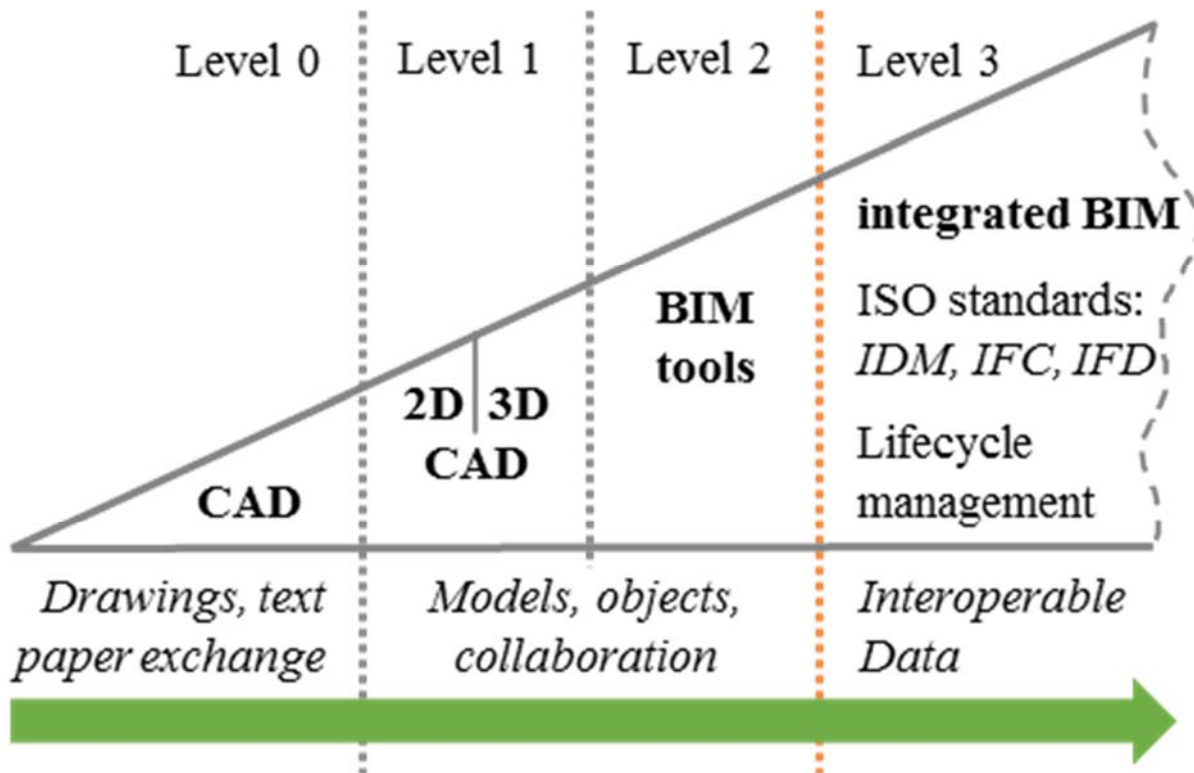 Level 0
Level 1
Level 2
Level 3
CAD
2D 3D
CAD
BIM
tools
integrated BIM
ISO standards:
IDM, IFC, IFD
Lifecycle
management
Drawings, text
paper exchange
Models, objects,
collaboration
Interoperable
Data